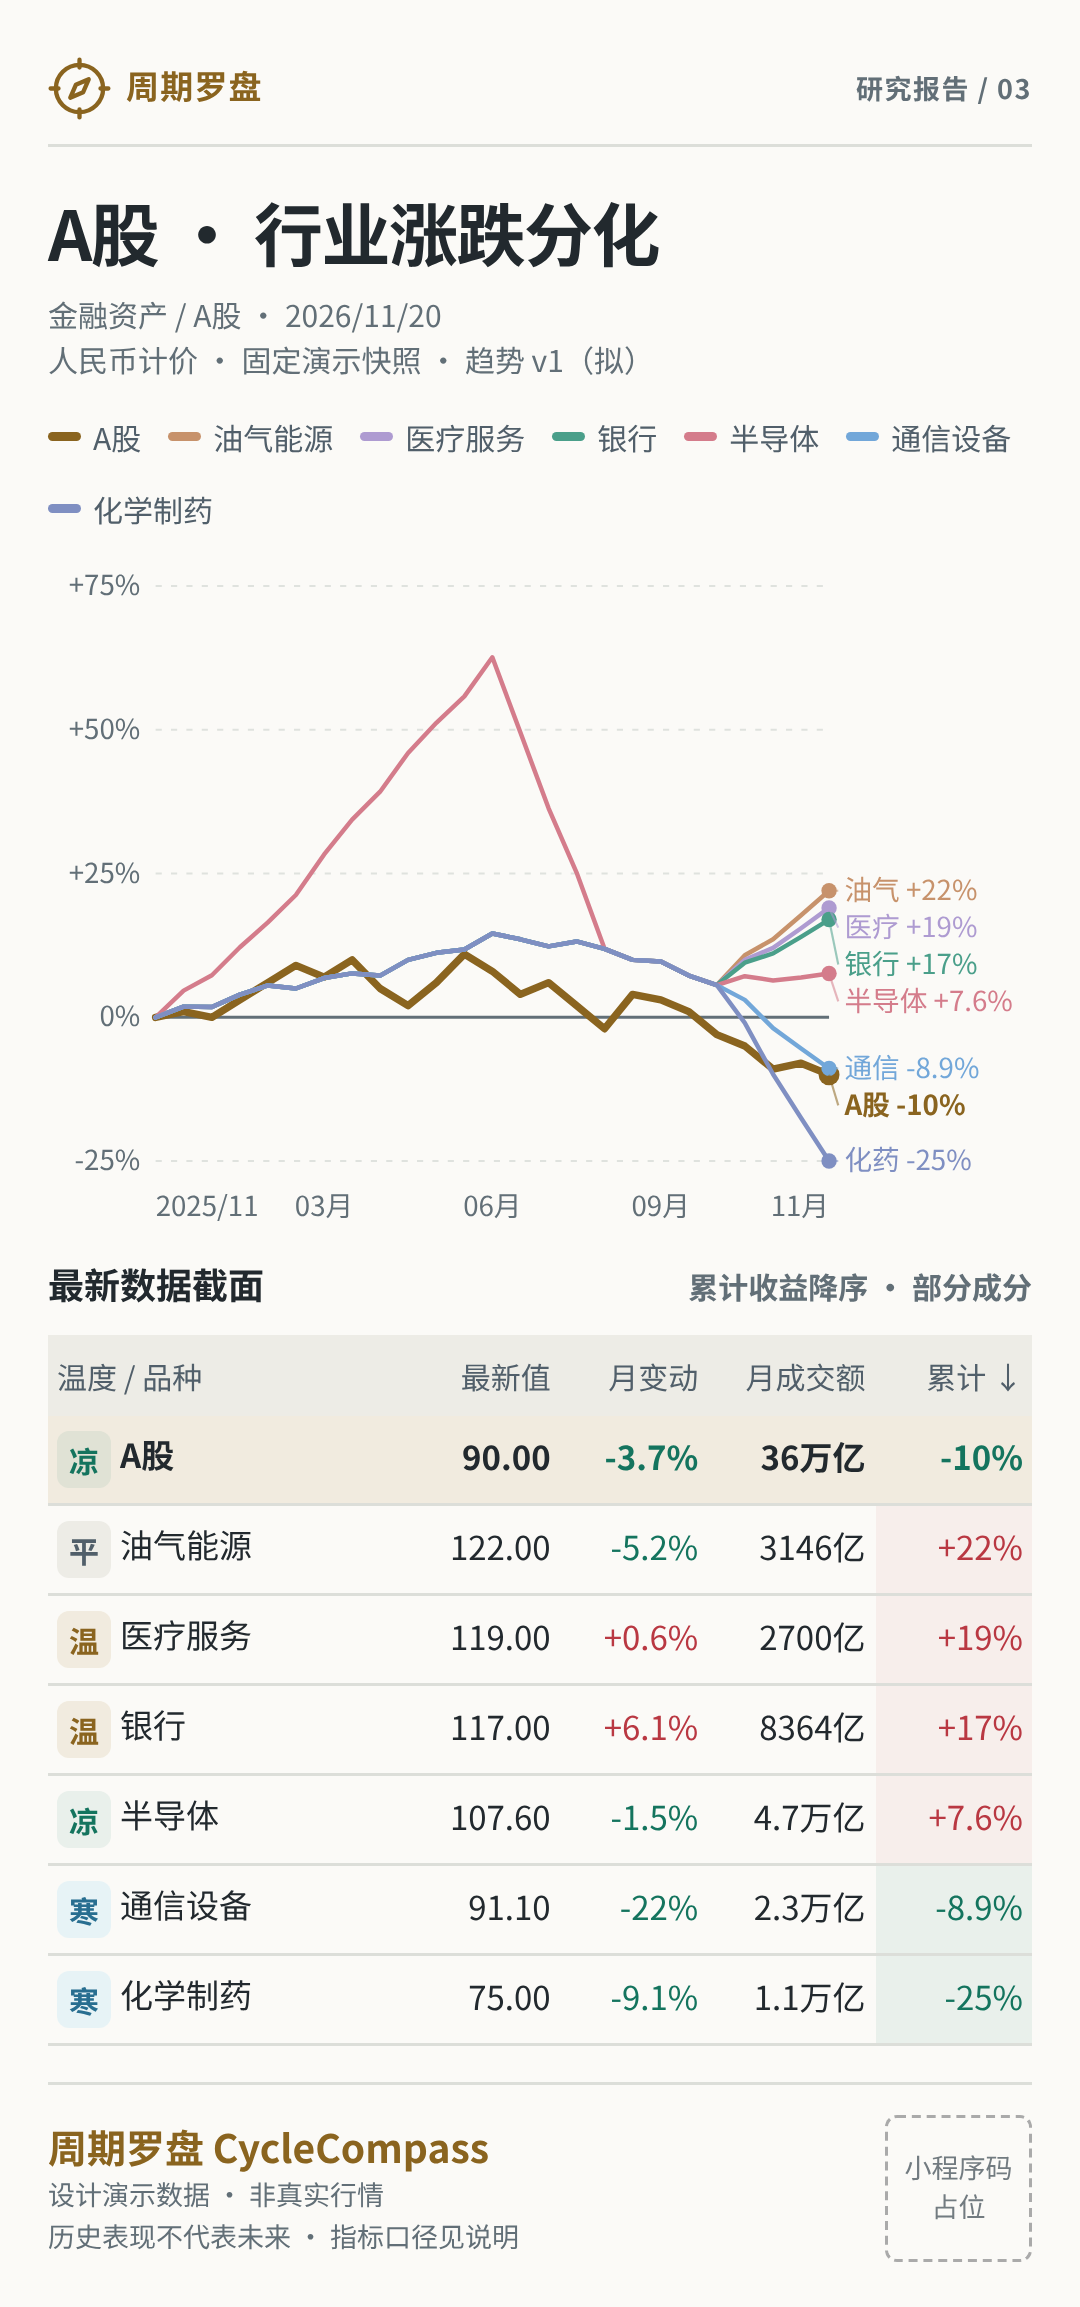 周期罗盘
研究报告 / 03
A股 · 行业涨跌分化
金融资产 / A股 · 2026/11/20
人民币计价 · 固定演示快照 · 趋势 v1（拟）
A股 油气能源 医疗服务 银行 半导体 通信设备
化学制药
+75%
+50%
+25%
0%
-25%
油气 +22%
医疗 +19%
银行 +17%
半导体 +7.6%
通信 -8.9%
A股 -10%
化药 -25%
2025/11 03月 06月 09月 11月
最新数据截面
累计收益降序 · 部分成分
温度 / 品种 最新值 月变动 月成交额 累计 ↓
凉 A股 90.00 -3.7% 36万亿 -10%
平 油气能源 122.00 -5.2% 3146亿 +22%
温 医疗服务 119.00 +0.6% 2700亿 +19%
温 银行 117.00 +6.1% 8364亿 +17%
凉 半导体 107.60 -1.5% 4.7万亿 +7.6%
寒 通信设备 91.10 -22% 2.3万亿 -8.9%
寒 化学制药 75.00 -9.1% 1.1万亿 -25%
周期罗盘 CycleCompass
设计演示数据 · 非真实行情
历史表现不代表未来 · 指标口径见说明
小程序码
占位